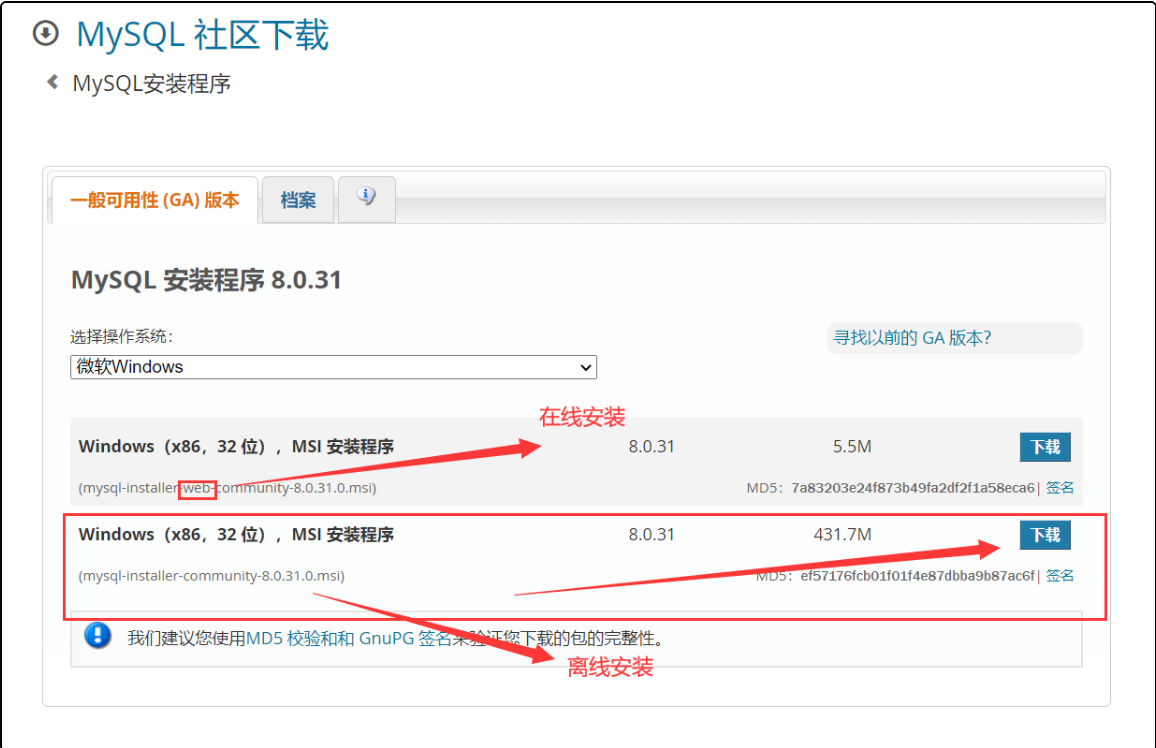 MySQL 社区下载
MySQL安装程序
一般可用性 (GA) 版本
档案
MySQL 安装程序 8.0.31
选择操作系统：
寻找以前的 GA 版本？
微软Windows
在线安装
Windows（x86，32 位），MSI 安装程序 8.0.31 5.5M 下载
(mysql-installer-web-community-8.0.31.0.msi) MD5：7a83203e24f873b49fa2df2f1a58eca6| 签名
Windows（x86，32 位），MSI 安装程序 8.0.31 431.7M 下载
(mysql-installer-community-8.0.31.0.msi) MD5：ef57176fcb01f01f4e87dbba9b87ac6f| 签名
我们建议您使用MD5 校验和和 GnuPG 签名来验证您下载的包的完整性。
离线安装